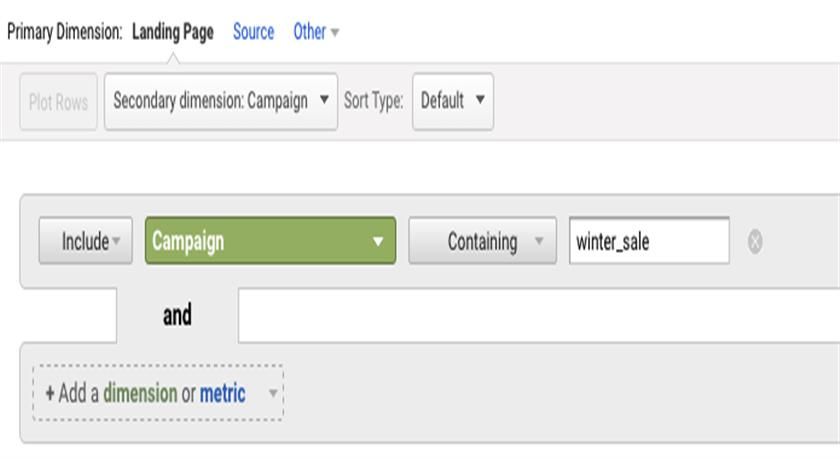 Primary Dimension: Landing Page Source Other
Plot Rows Secondary dimension: Campaign Sort Type: Default
Include Campaign Containing winter_sale
and
+ Add a dimension or metric